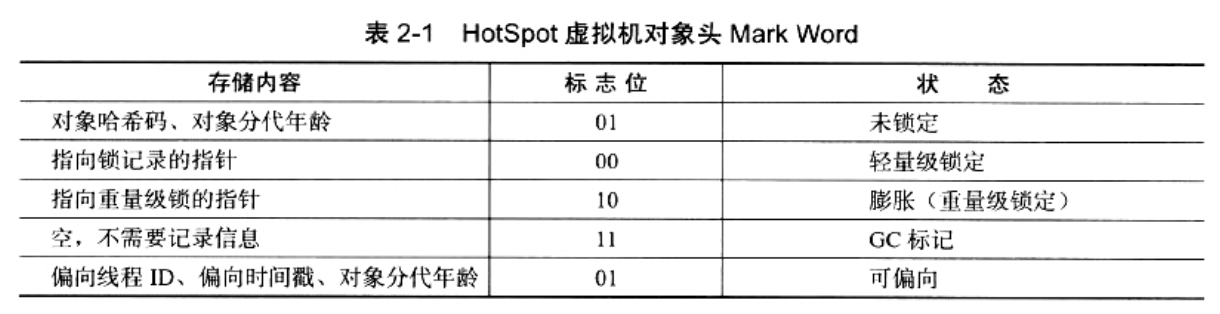 表 2-1 HotSpot 虚拟机对象头 Mark Word
存储内容 标志位 状态
对象哈希码、对象分代年龄 01 未锁定
指向锁记录的指针 00 轻量级锁定
指向重量级锁的指针 10 膨胀（重量级锁定）
空，不需要记录信息 11 GC 标记
偏向线程 ID、偏向时间戳、对象分代年龄 01 可偏向